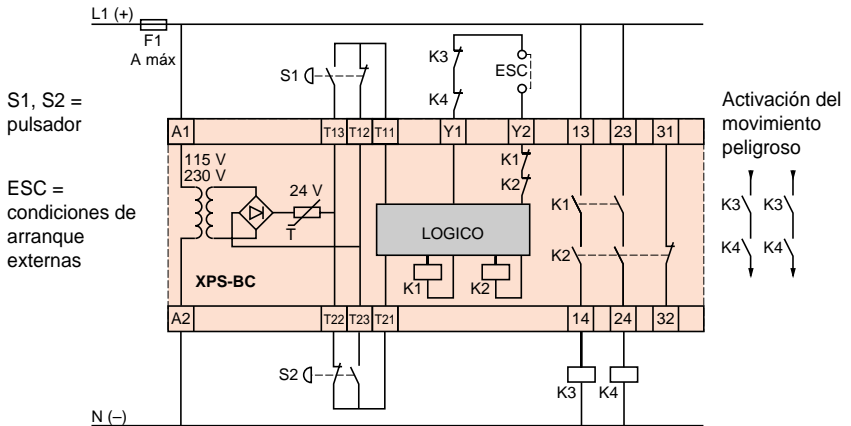 L1 (+)
F1
A máx
S1, S2 =
pulsador
ESC =
condiciones de
arranque
externas
S1
K3
K4
ESC
A1
T13
T12
T11
Y1
Y2
13
23
31
115 V
230 V
24 V
T
XPS-BC
LOGICO
K1
K2
K1
K2
K1
K2
A2
T22
T23
T21
14
24
32
S2
K3
K4
N (–)
Activación del
movimiento
peligroso
K3
K3
K4
K4